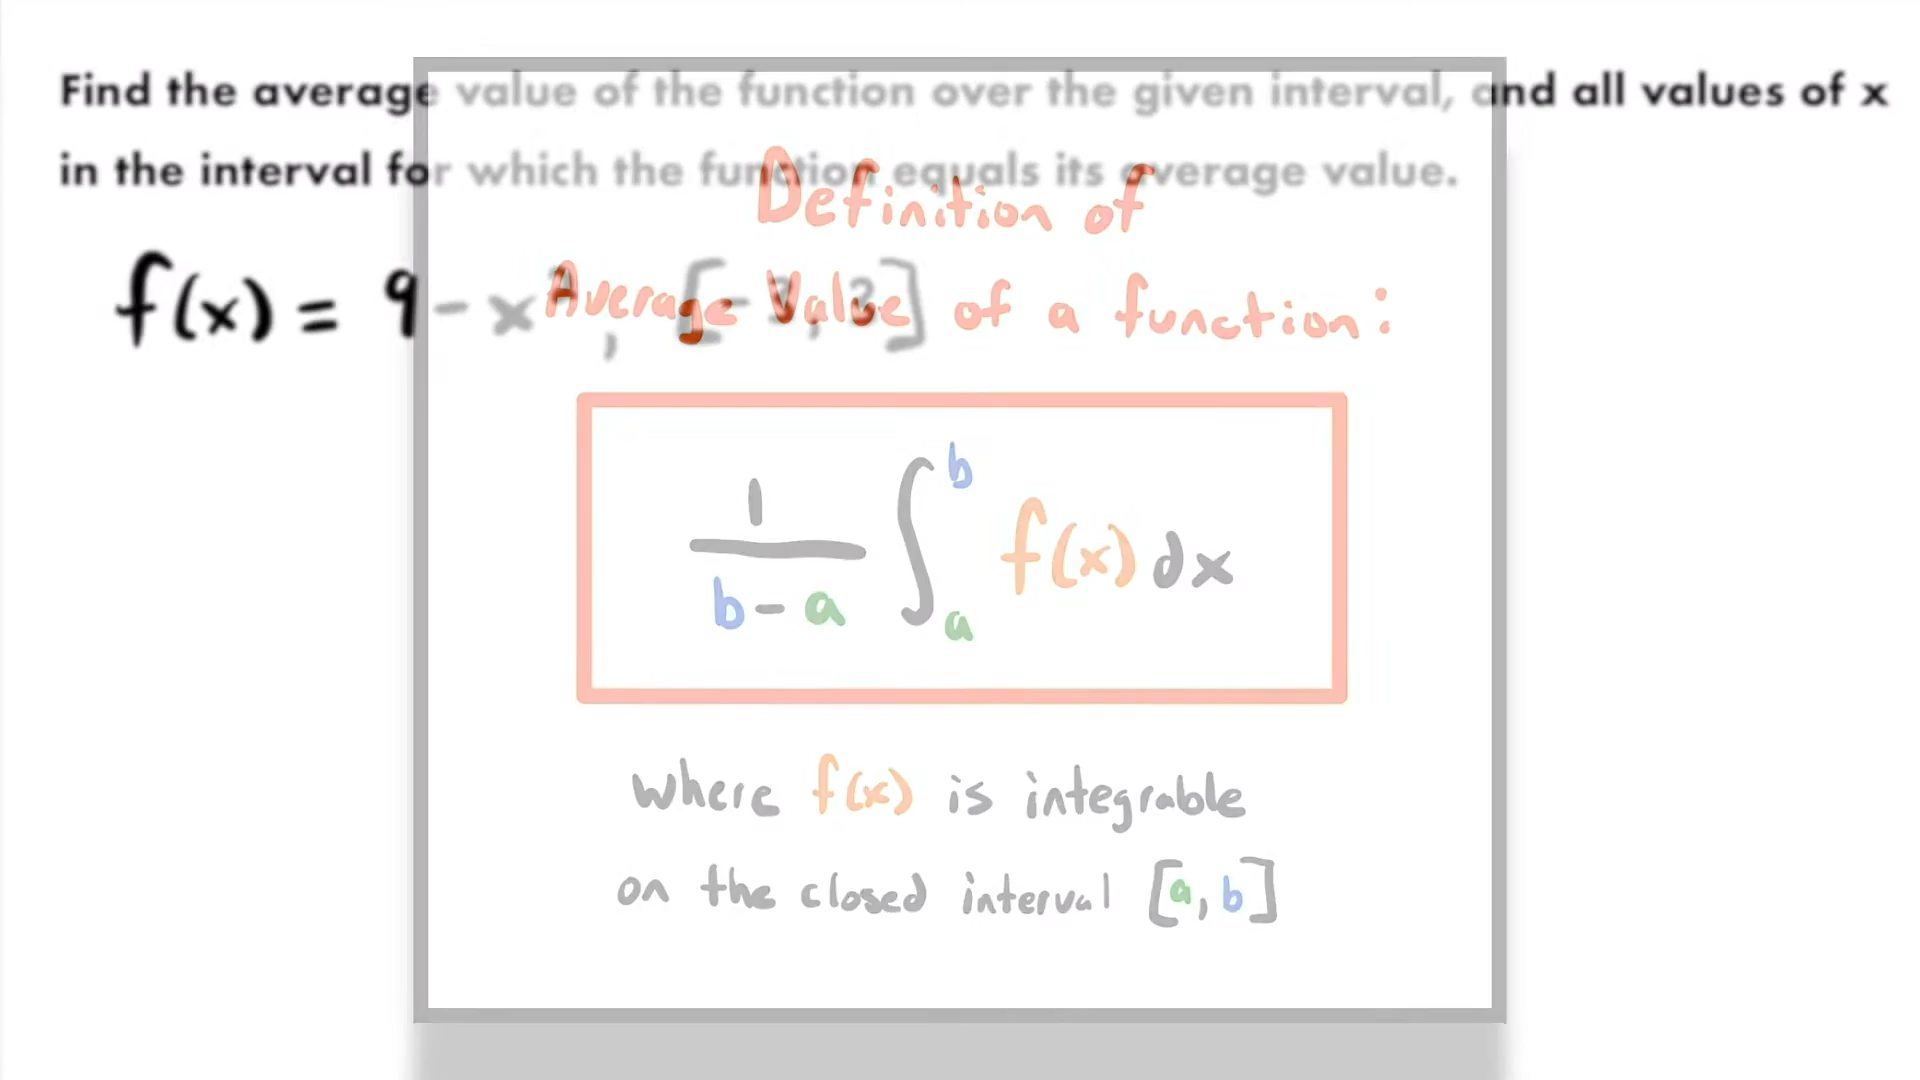 Find the average value of the function over the given interval, and all values of x
in the interval for which the function equals its average value.
f(x) = 9 - x , [-3, 3]
Definition of
Average Value of a function:
1
b - a
∫ b a f(x) dx
where f(x) is integrable
on the closed interval [a, b]